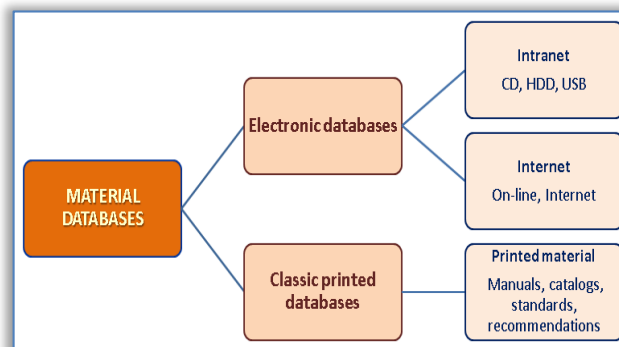 MATERIAL
DATABASES
Electronic databases
Classic printed
databases
Intranet
CD, HDD, USB
Internet
On-line, Internet
Printed material
Manuals, catalogs,
standards,
recommendations